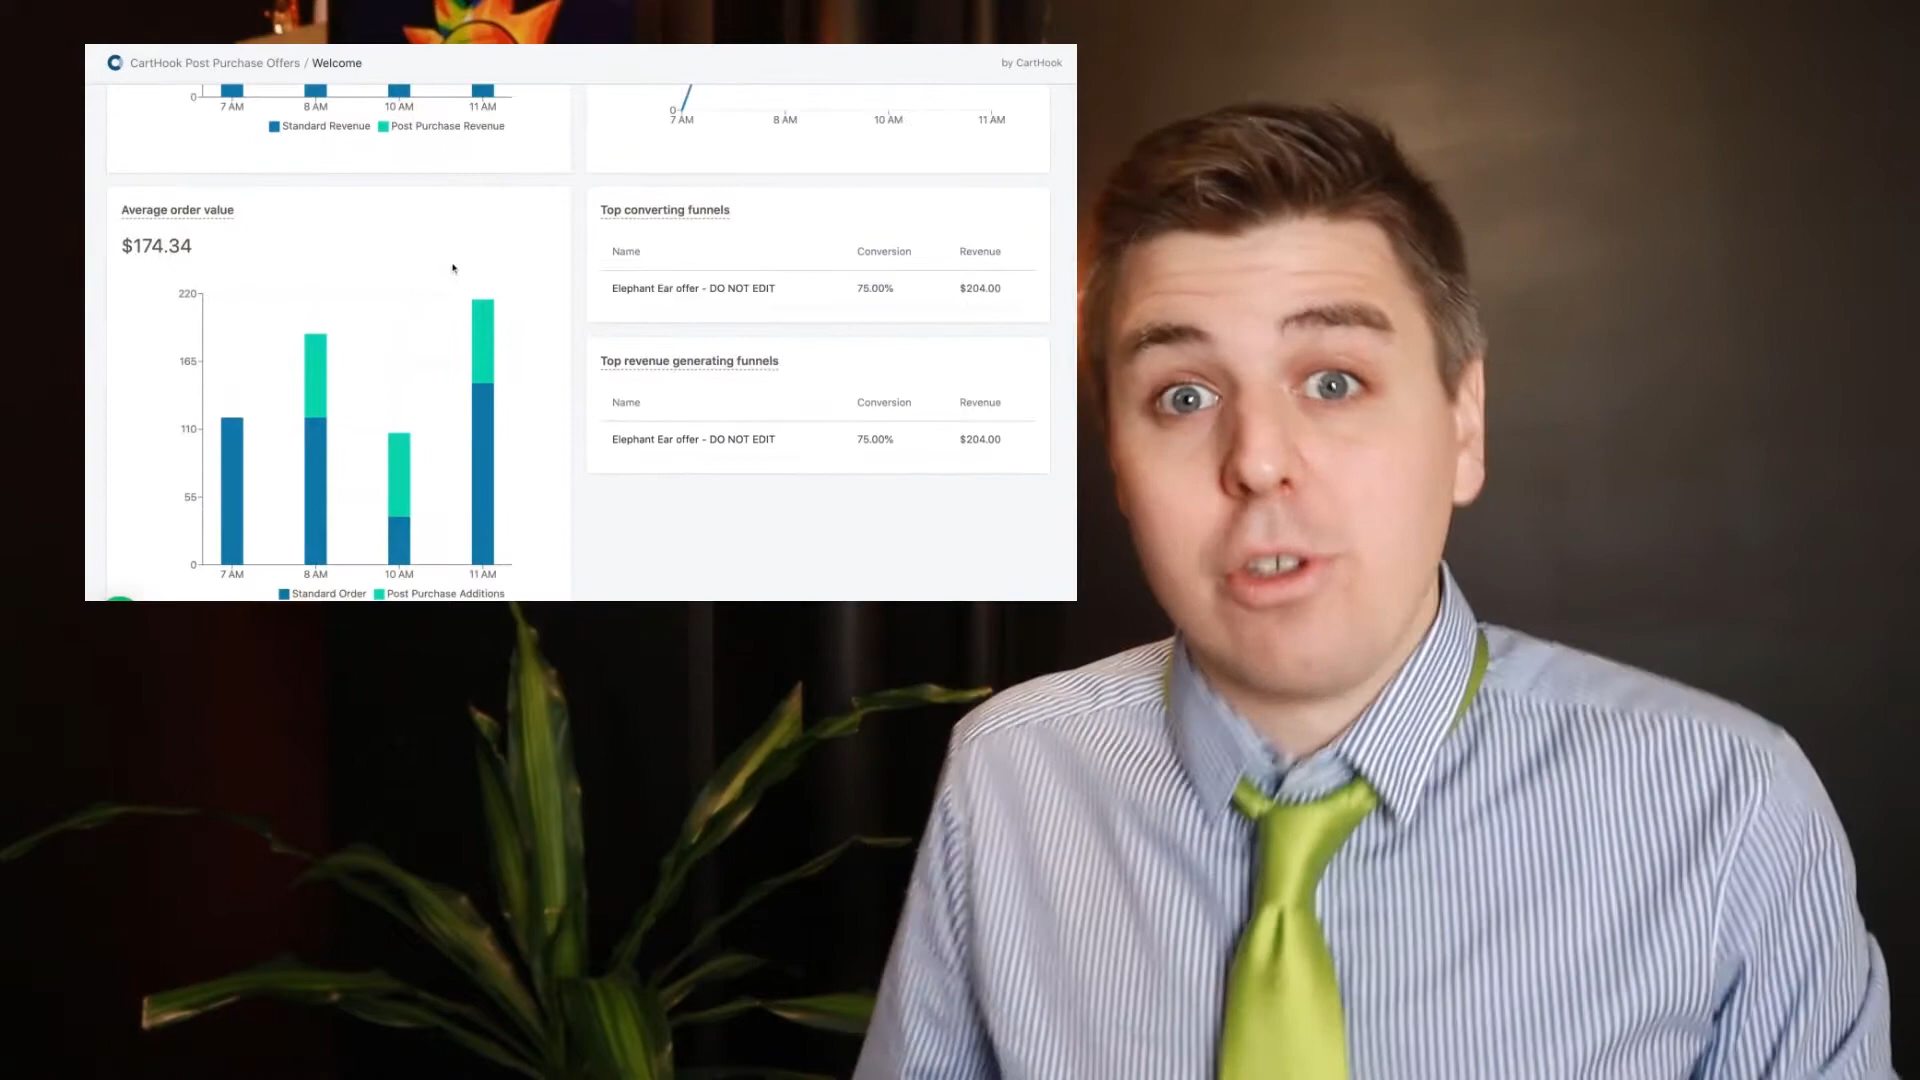 CartHook Post Purchase Offers / Welcome
by CartHook
0
7 AM 8 AM 10 AM 11 AM
Standard Revenue Post Purchase Revenue
0
7 AM 8 AM 10 AM 11 AM
Average order value
$174.34
220
165
110
55
0
7 AM 8 AM 10 AM 11 AM
Standard Order Post Purchase Additions
Top converting funnels
Name Conversion Revenue
Elephant Ear offer - DO NOT EDIT 75.00% $204.00
Top revenue generating funnels
Name Conversion Revenue
Elephant Ear offer - DO NOT EDIT 75.00% $204.00